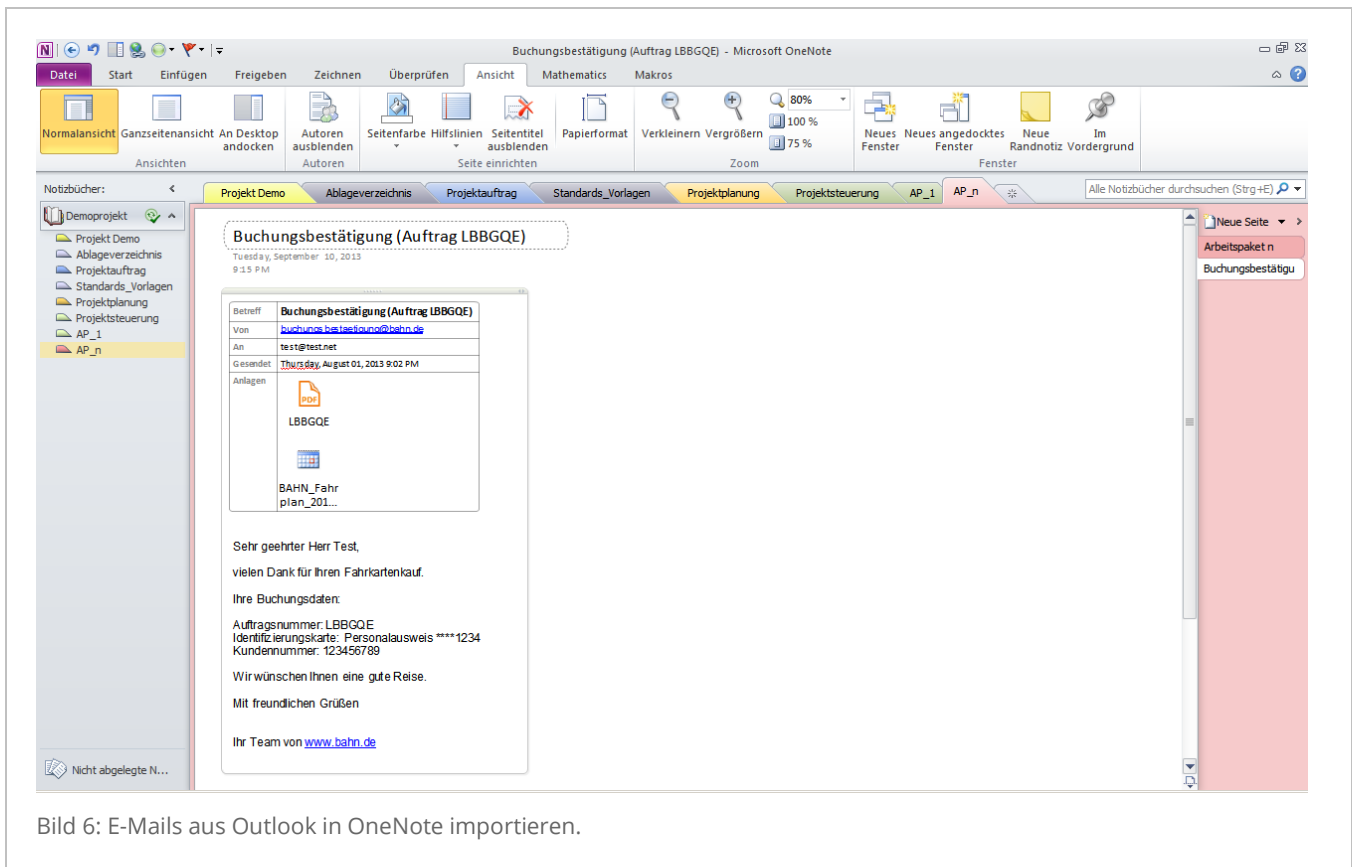 Buchungsbestätigung (Auftrag LBBGQE) - Microsoft OneNote
Datei Start Einfügen Freigeben Zeichnen Überprüfen Ansicht Mathematics Makros
Normalansicht Ganzseitenansicht An Desktop andocken Autoren ausblenden Seitenfarbe Hilfslinien Seitentitel ausblenden Papierformat Verkleinern Vergrößern 80% 100 % 75 % Neues Fenster Neues angedocktes Fenster Neue Randnotiz Im Vordergrund
Ansichten Autoren Seite einrichten Zoom Fenster
Notizbücher:
Projekt Demo Ablageverzeichnis Projektauftrag Standards_Vorlagen Projektplanung Projektsteuerung AP_1 AP_n
Alle Notizbücher durchsuchen (Strg+E)
Demoprojekt
Projekt Demo
Ablageverzeichnis
Projektauftrag
Standards_Vorlagen
Projektplanung
Projektsteuerung
AP_1
AP_n
Nicht abgelegte N...
Buchungsbestätigung (Auftrag LBBGQE)
Tuesday, September 10, 2013
9:15 PM
Betreff Buchungsbestätigung (Auftrag LBBGQE)
Von buchungsbestaetigung@bahn.de
An test@test.net
Gesendet Thursday, August 01, 2013 9:02 PM
Anlagen
PDF
LBBGQE
BAHN_Fahr
plan_201...
Sehr geehrter Herr Test,
vielen Dank für Ihren Fahrkartenkauf.
Ihre Buchungsdaten:
Auftragsnummer: LBBGQE
Identifizierungskarte: Personalausweis ****1234
Kundennummer: 123456789
Wir wünschen Ihnen eine gute Reise.
Mit freundlichen Grüßen
Ihr Team von www.bahn.de
Neue Seite
Arbeitspaket n
Buchungsbestätigu
Bild 6: E-Mails aus Outlook in OneNote importieren.